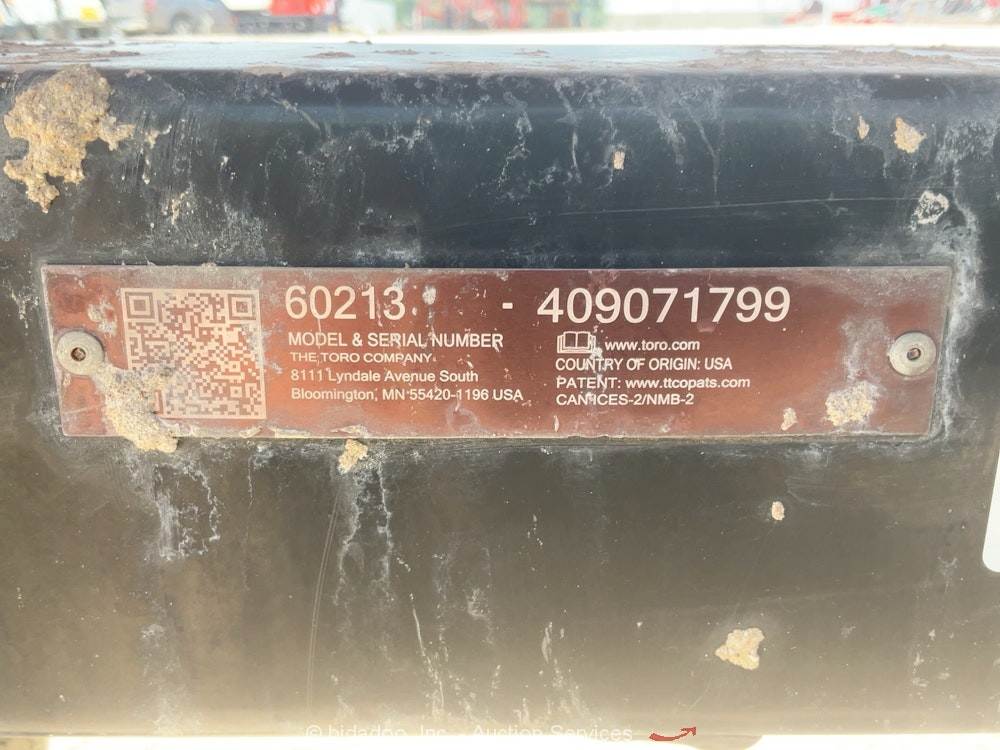 60213 - 409071799
MODEL & SERIAL NUMBER
THE TORO COMPANY
8111 Lyndale Avenue South
Bloomington, MN 55420-1196 USA
www.toro.com
COUNTRY OF ORIGIN: USA
PATENT: www.ttcopats.com
CAN ICES-2/NMB-2
© bidadoo, Inc. - Auction Services